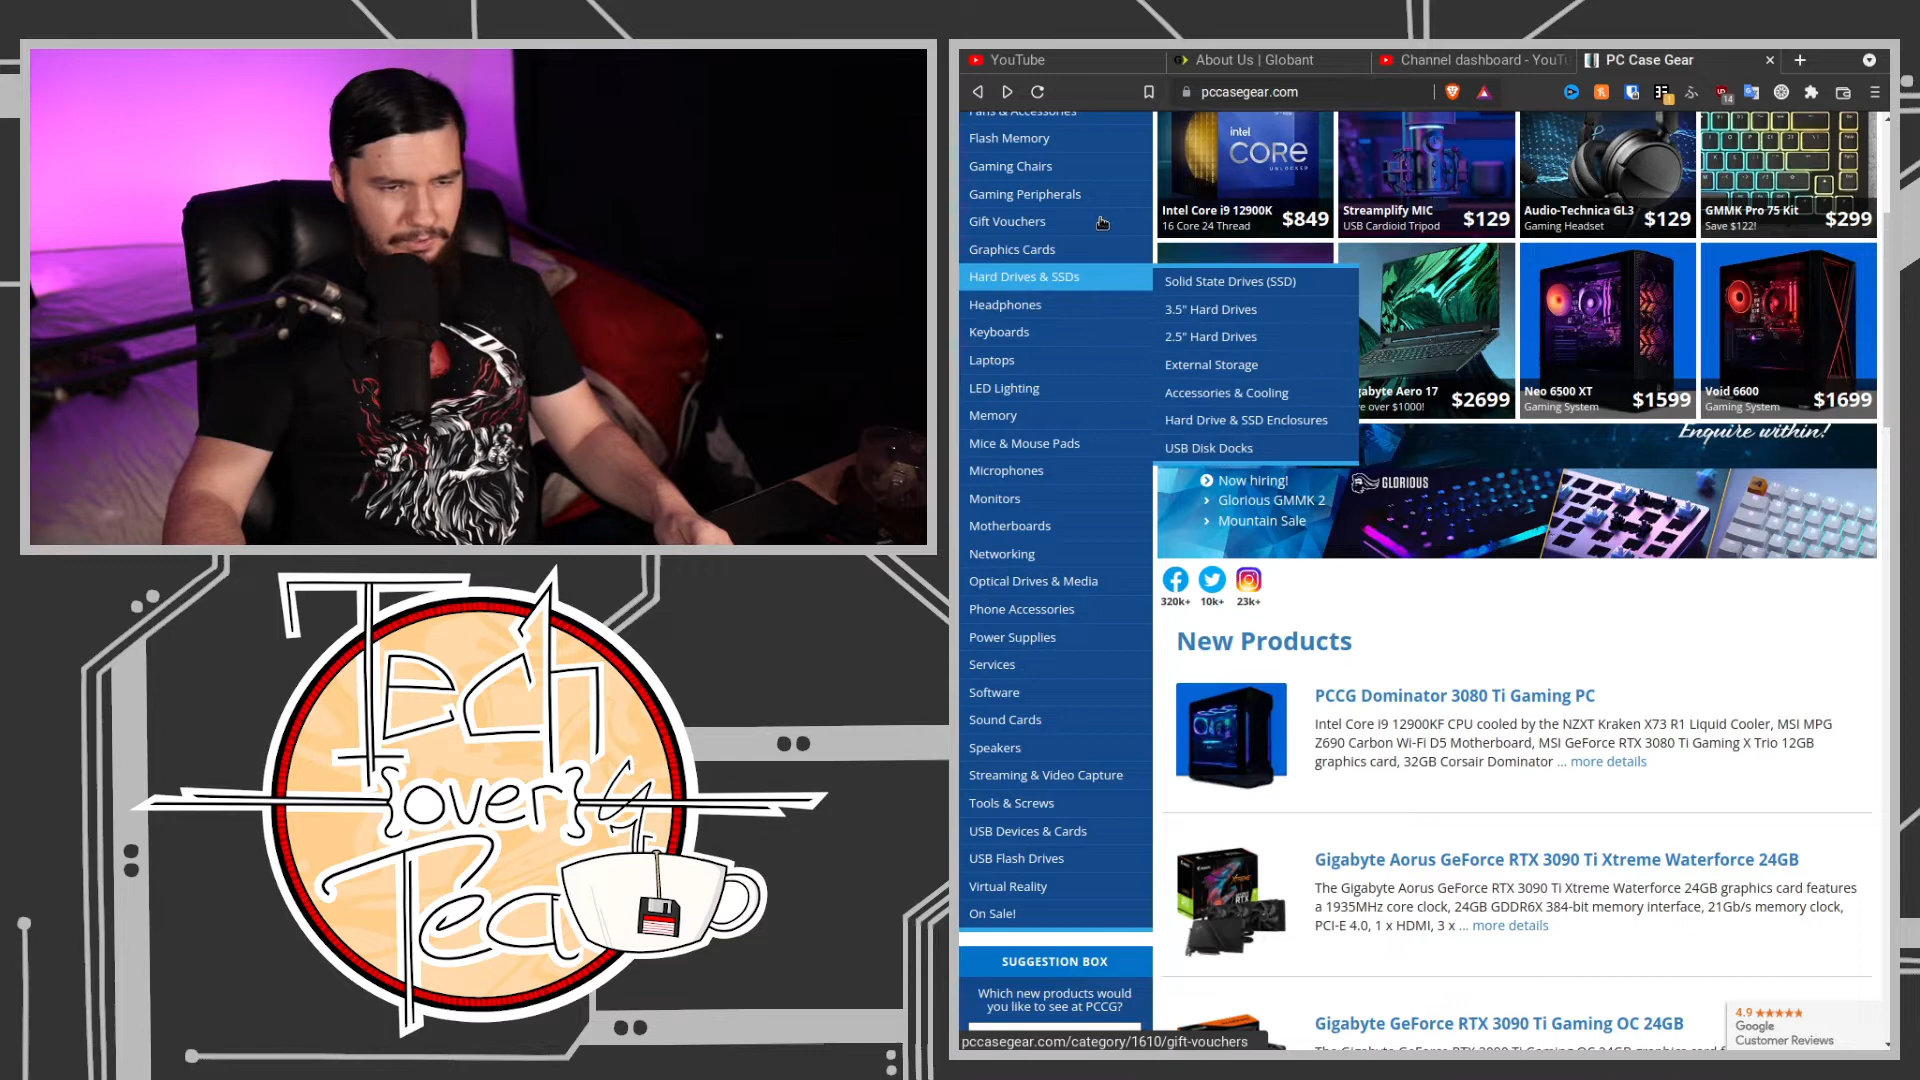 YouTube
About Us | Globant
Channel dashboard - YouTu
PC Case Gear
pccasegear.com
14
Fans & Accessories
Flash Memory
Gaming Chairs
Gaming Peripherals
Gift Vouchers
Graphics Cards
Hard Drives & SSDs
Headphones
Keyboards
Laptops
LED Lighting
Memory
Mice & Mouse Pads
Microphones
Monitors
Motherboards
Networking
Optical Drives & Media
Phone Accessories
Power Supplies
Services
Software
Sound Cards
Speakers
Streaming & Video Capture
Tools & Screws
USB Devices & Cards
USB Flash Drives
Virtual Reality
On Sale!
SUGGESTION BOX
Which new products would
you like to see at PCCG?
pccasegear.com/category/1610/gift-vouchers
Solid State Drives (SSD)
3.5" Hard Drives
2.5" Hard Drives
External Storage
Accessories & Cooling
Hard Drive & SSD Enclosures
USB Disk Docks
intel
CORE
UNLOCKED
Intel Core i9 12900K $849
16 Core 24 Thread
Streamplify MIC $129
USB Cardioid Tripod
Audio-Technica GL3 $129
Gaming Headset
GMMK Pro 75 Kit $299
Save $122!
gabyte Aero 17 $2699
e over $1000!
Neo 6500 XT $1599
Gaming System
Void 6600 $1699
Gaming System
Enquire within!
Now hiring!
Glorious GMMK 2
Mountain Sale
GLORIOUS
320k+ 10k+ 23k+
New Products
PCCG Dominator 3080 Ti Gaming PC
Intel Core i9 12900KF CPU cooled by the NZXT Kraken X73 R1 Liquid Cooler, MSI MPG
Z690 Carbon Wi-Fi D5 Motherboard, MSI GeForce RTX 3080 Ti Gaming X Trio 12GB
graphics card, 32GB Corsair Dominator ... more details
Gigabyte Aorus GeForce RTX 3090 Ti Xtreme Waterforce 24GB
The Gigabyte Aorus GeForce RTX 3090 Ti Xtreme Waterforce 24GB graphics card features
a 1935MHz core clock, 24GB GDDR6X 384-bit memory interface, 21Gb/s memory clock,
PCI-E 4.0, 1 x HDMI, 3 x ... more details
Gigabyte GeForce RTX 3090 Ti Gaming OC 24GB
4.9 ★★★★★
Google
Customer Reviews
Tech
{over}
Tea